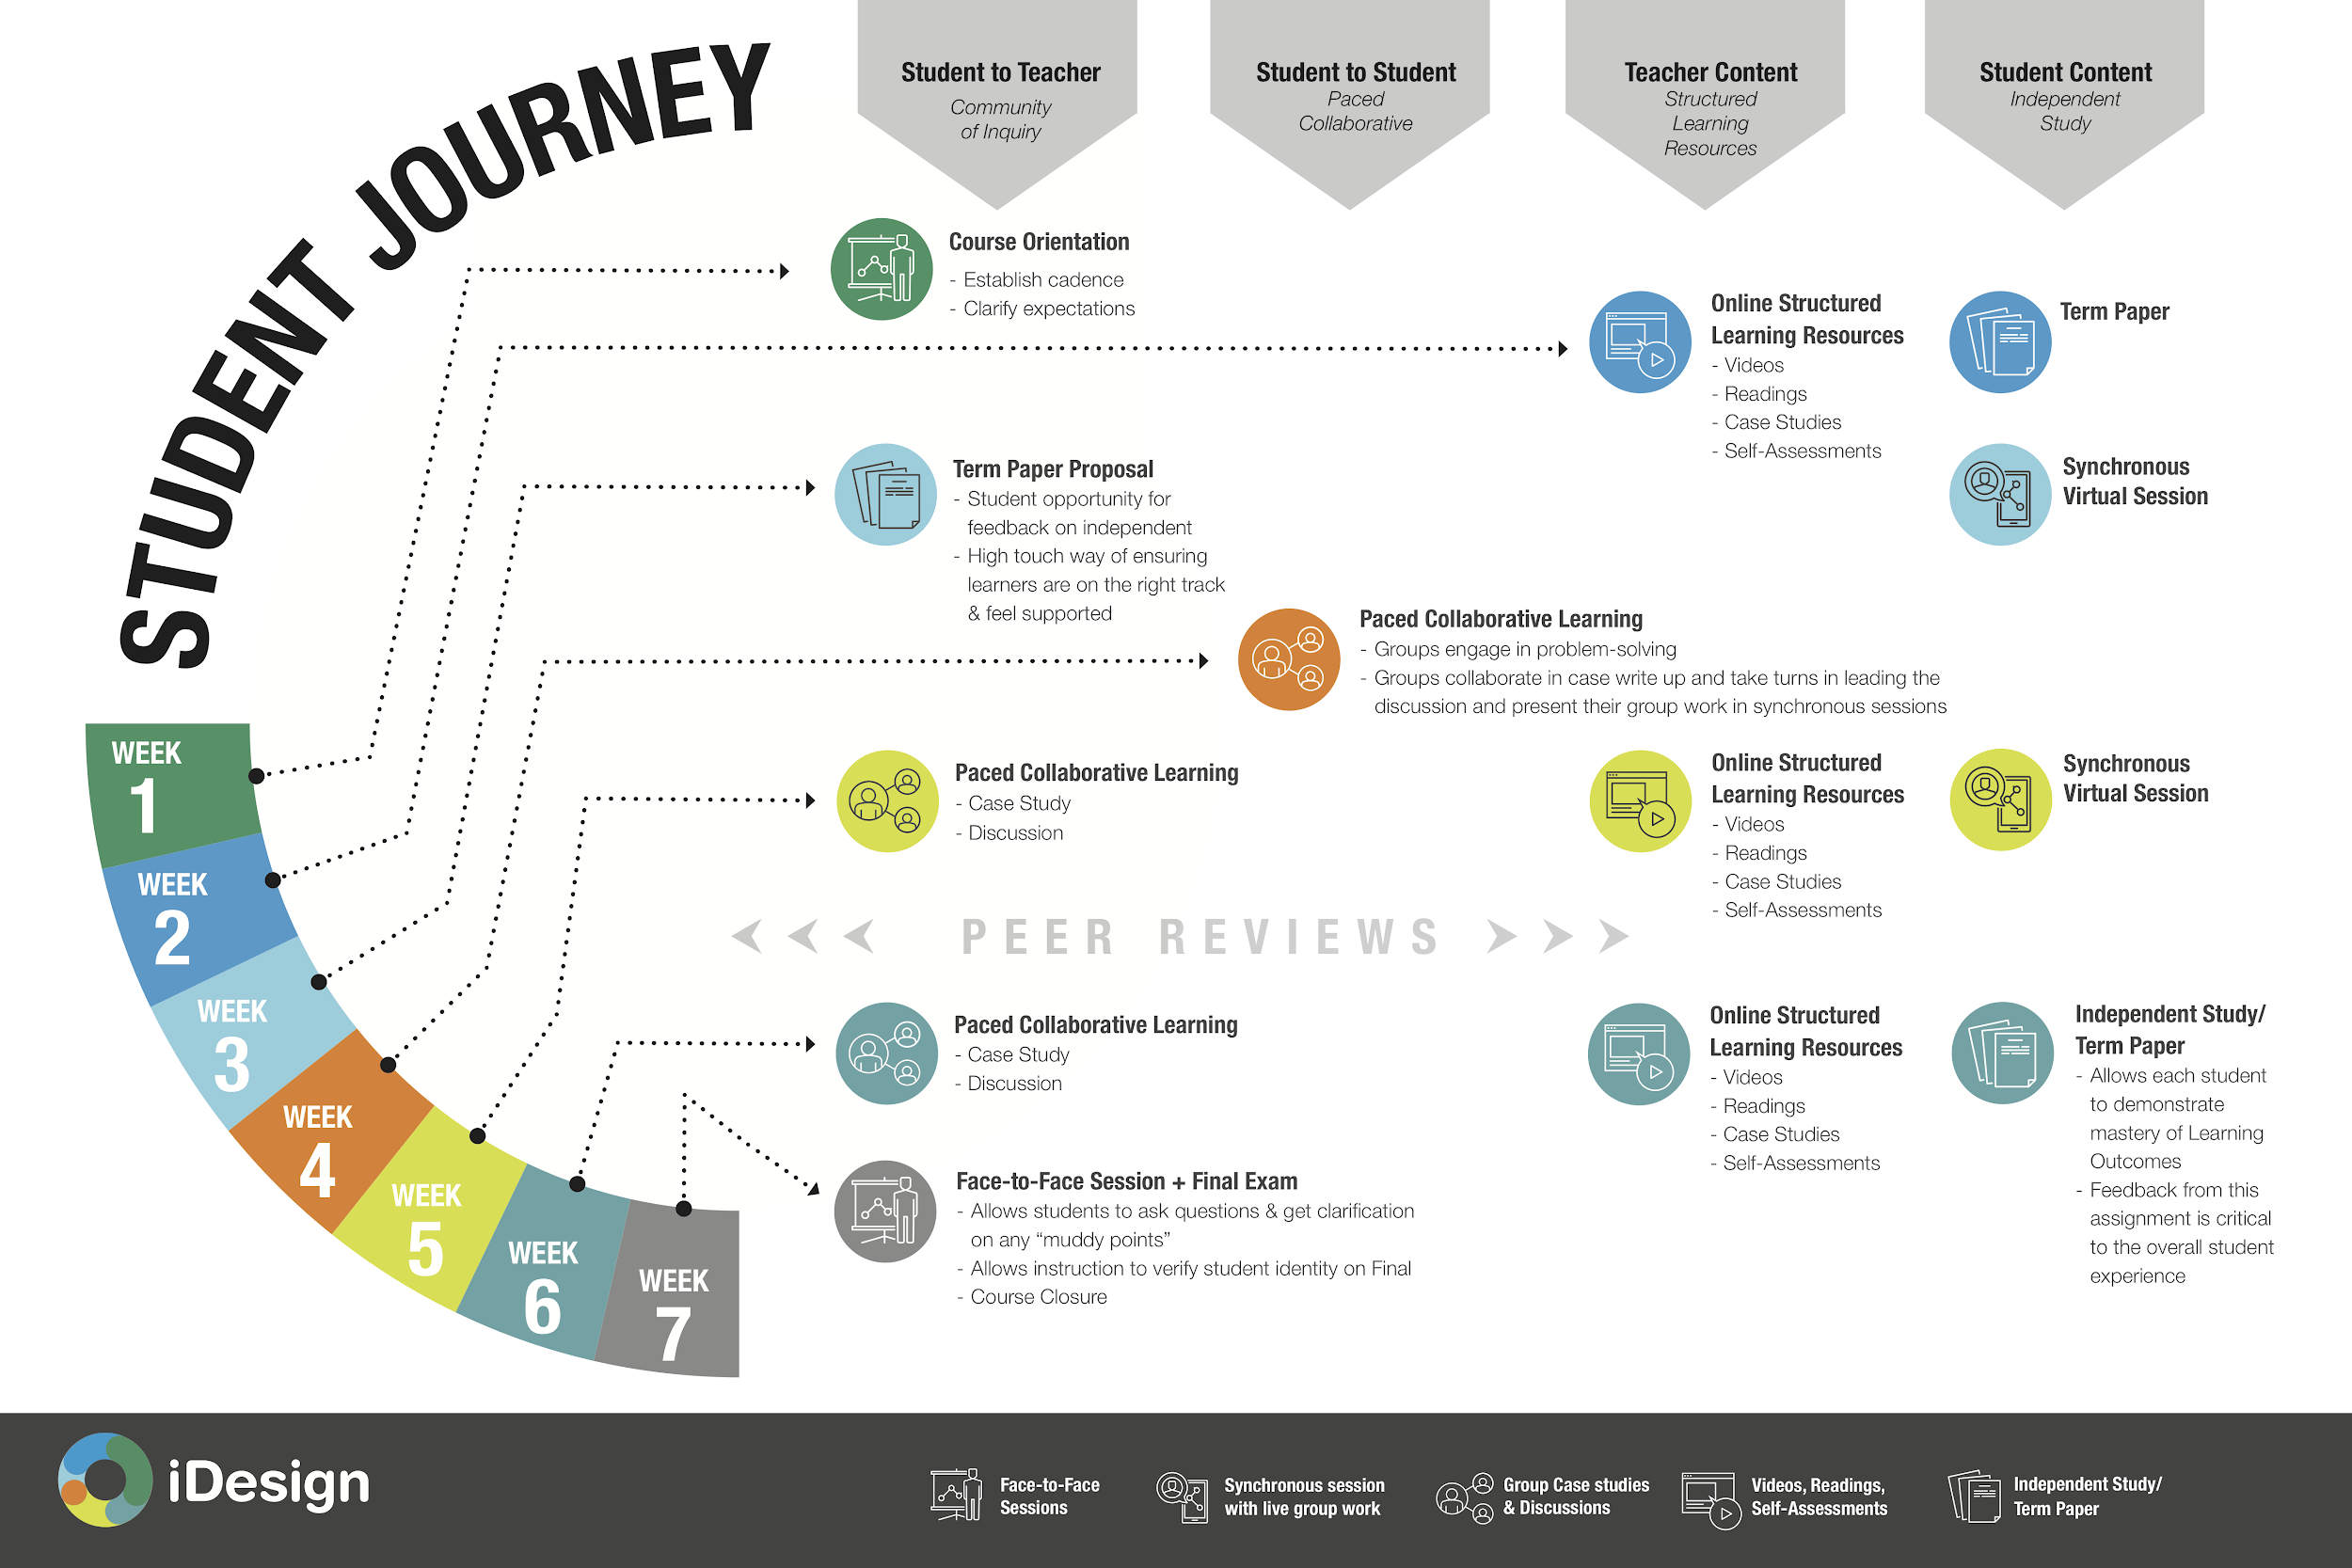 STUDENT JOURNEY
Student to Teacher
Community
of Inquiry
Student to Student
Paced
Collaborative
Teacher Content
Structured
Learning
Resources
Student Content
Independent
Study
Course Orientation
- Establish cadence
- Clarify expectations
Online Structured
Learning Resources
- Videos
- Readings
- Case Studies
- Self-Assessments
Term Paper
Term Paper Proposal
- Student opportunity for
feedback on independent
- High touch way of ensuring
learners are on the right track
& feel supported
Synchronous
Virtual Session
Paced Collaborative Learning
- Groups engage in problem-solving
- Groups collaborate in case write up and take turns in leading the
discussion and present their group work in synchronous sessions
Paced Collaborative Learning
- Case Study
- Discussion
Online Structured
Learning Resources
- Videos
- Readings
- Case Studies
- Self-Assessments
Synchronous
Virtual Session
PEER REVIEWS
Paced Collaborative Learning
- Case Study
- Discussion
Online Structured
Learning Resources
- Videos
- Readings
- Case Studies
- Self-Assessments
Independent Study/
Term Paper
- Allows each student
to demonstrate
mastery of Learning
Outcomes
- Feedback from this
assignment is critical
to the overall student
experience
Face-to-Face Session + Final Exam
- Allows students to ask questions & get clarification
on any “muddy points”
- Allows instruction to verify student identity on Final
- Course Closure
WEEK
1
WEEK
2
WEEK
3
WEEK
4
WEEK
5
WEEK
6
WEEK
7
iDesign
Face-to-Face
Sessions
Synchronous session
with live group work
Group Case studies
& Discussions
Videos, Readings,
Self-Assessments
Independent Study/
Term Paper